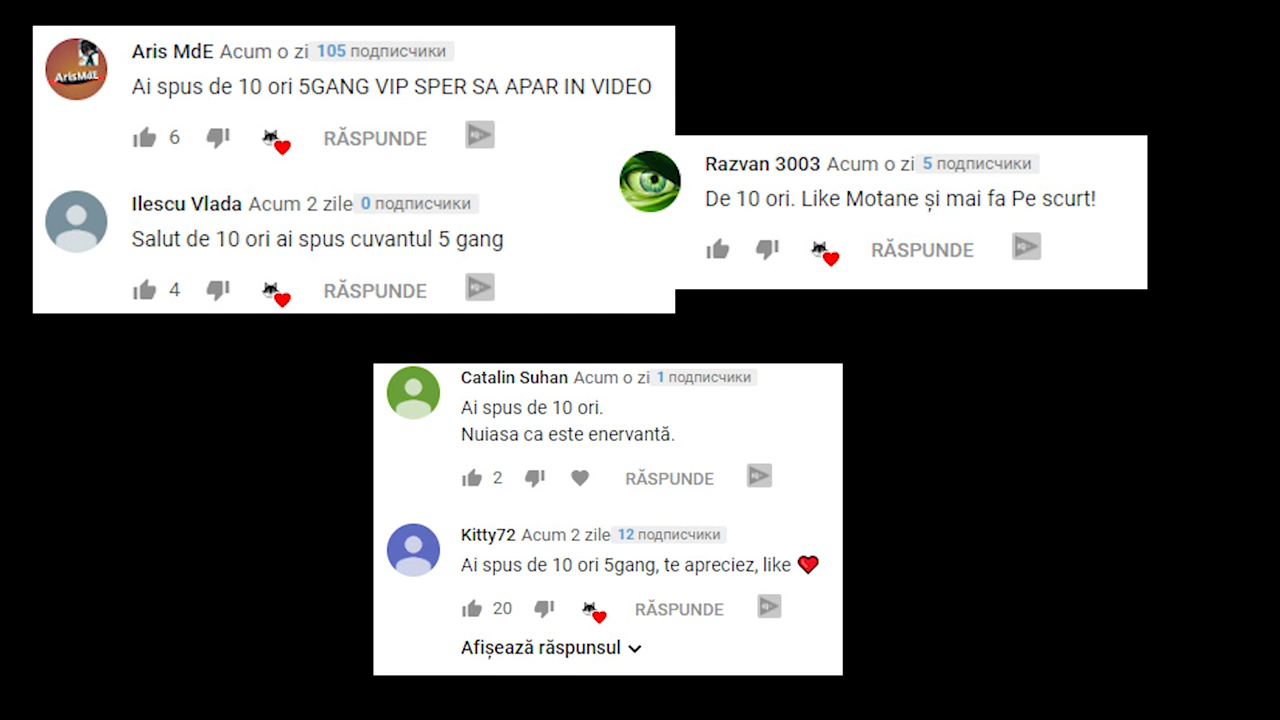 Aris MdE Acum o zi 105 подписчики
ArisMdE
Ai spus de 10 ori 5GANG VIP SPER SA APAR IN VIDEO
6 RĂSPUNDE
Ilescu Vlada Acum 2 zile 0 подписчики
Salut de 10 ori ai spus cuvantul 5 gang
4 RĂSPUNDE
Razvan 3003 Acum o zi 5 подписчики
De 10 ori. Like Motane și mai fa Pe scurt!
RĂSPUNDE
Catalin Suhan Acum o zi 1 подписчики
Ai spus de 10 ori.
Nuiasa ca este enervantă.
2 RĂSPUNDE
Kitty72 Acum 2 zile 12 подписчики
Ai spus de 10 ori 5gang, te apreciez, like
20 RĂSPUNDE
Afișează răspunsul